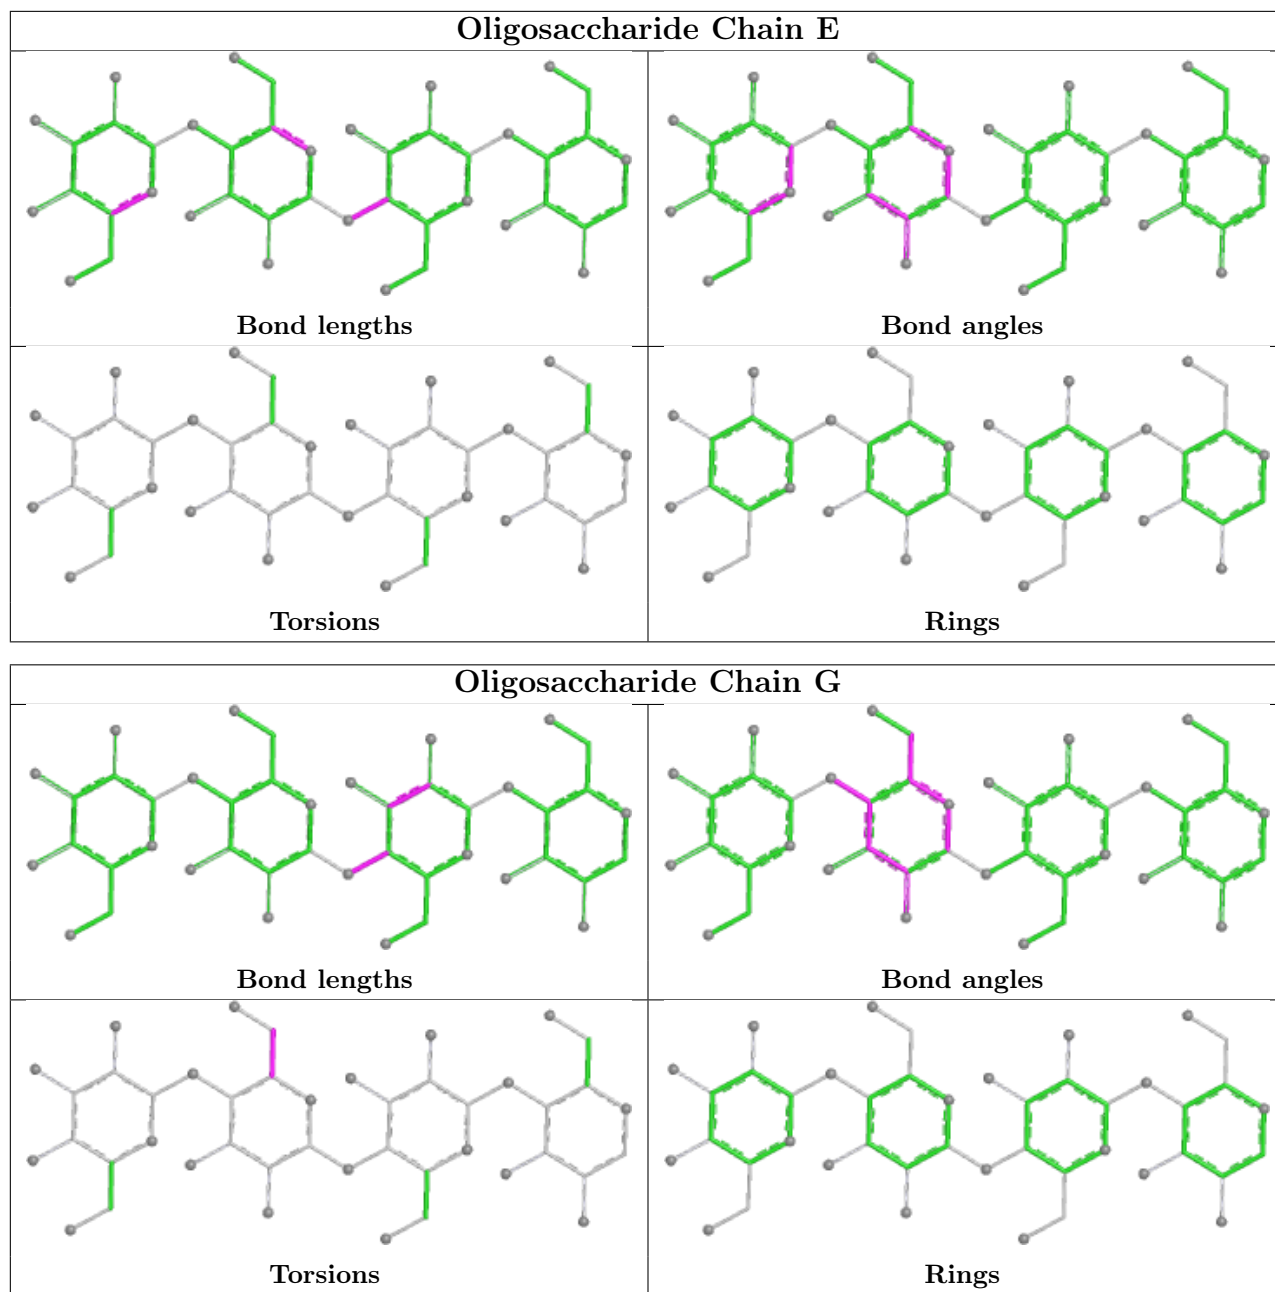 Oligosaccharide Chain E
Bond lengths
Bond angles
Torsions
Rings
Oligosaccharide Chain G
Bond lengths
Bond angles
Torsions
Rings